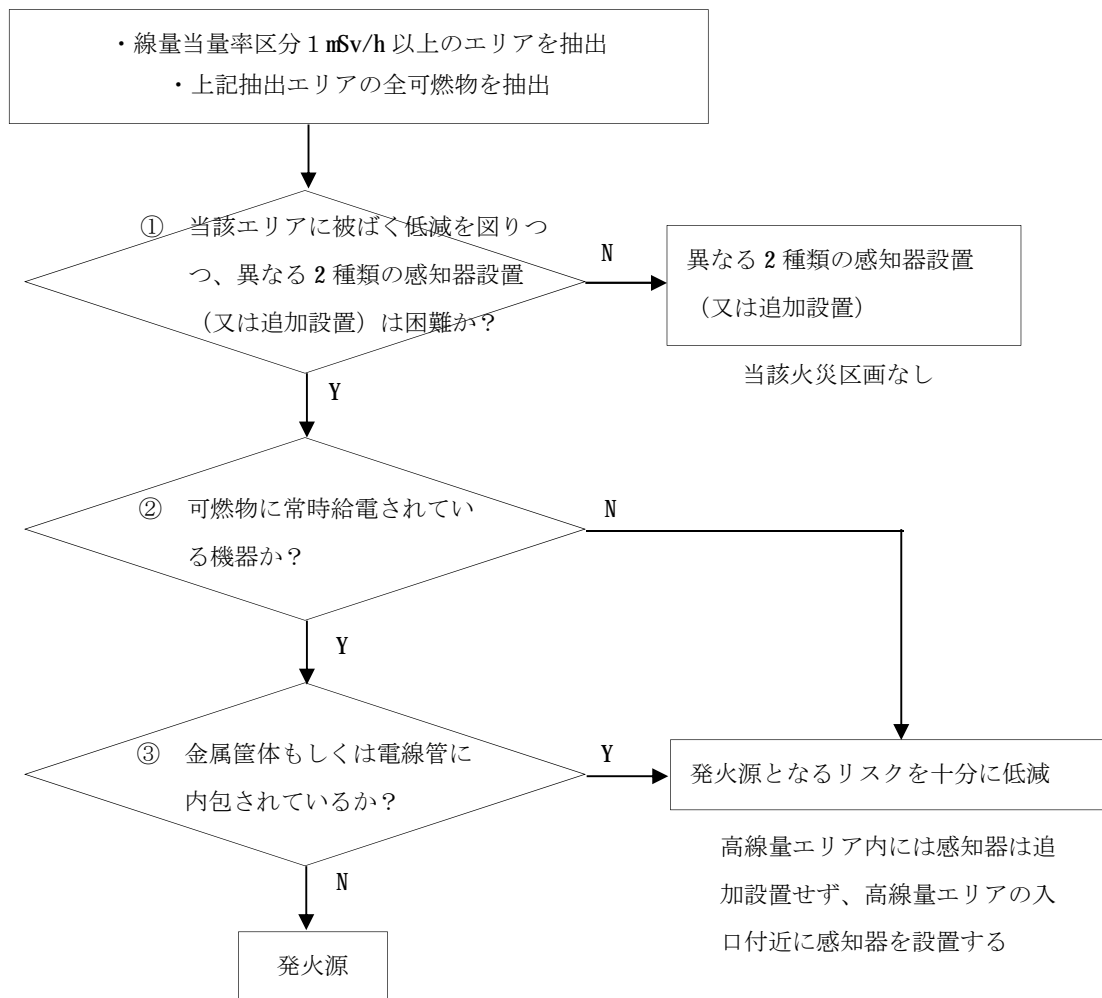 ・線量当量率区分１mSv/h 以上のエリアを抽出
・上記抽出エリアの全可燃物を抽出
① 当該エリアに被ばく低減を図りつ
つ、異なる 2 種類の感知器設置
（又は追加設置）は困難か？
N
異なる 2 種類の感知器設置
（又は追加設置）
当該火災区画なし
Y
② 可燃物に常時給電されてい
る機器か？
N
Y
③ 金属筐体もしくは電線管に
内包されているか？
Y
発火源となるリスクを十分に低減
高線量エリア内には感知器は追
加設置せず、高線量エリアの入
口付近に感知器を設置する
N
発火源